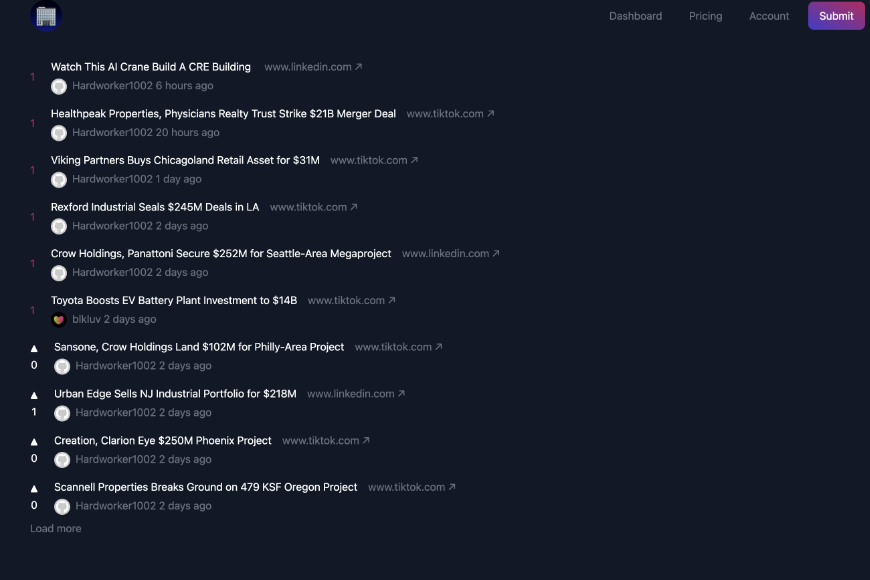 Dashboard Pricing Account Submit
Watch This AI Crane Build A CRE Building www.linkedin.com ↗
1
Hardworker1002 6 hours ago
Healthpeak Properties, Physicians Realty Trust Strike $21B Merger Deal www.tiktok.com ↗
1
Hardworker1002 20 hours ago
Viking Partners Buys Chicagoland Retail Asset for $31M www.tiktok.com ↗
1
Hardworker1002 1 day ago
Rexford Industrial Seals $245M Deals in LA www.tiktok.com ↗
1
Hardworker1002 2 days ago
Crow Holdings, Panattoni Secure $252M for Seattle-Area Megaproject www.linkedin.com ↗
1
Hardworker1002 2 days ago
Toyota Boosts EV Battery Plant Investment to $14B www.tiktok.com ↗
1
blkluv 2 days ago
▲ Sansone, Crow Holdings Land $102M for Philly-Area Project www.tiktok.com ↗
0 Hardworker1002 2 days ago
▲ Urban Edge Sells NJ Industrial Portfolio for $218M www.linkedin.com ↗
1 Hardworker1002 2 days ago
▲ Creation, Clarion Eye $250M Phoenix Project www.tiktok.com ↗
0 Hardworker1002 2 days ago
▲ Scannell Properties Breaks Ground on 479 KSF Oregon Project www.tiktok.com ↗
0 Hardworker1002 2 days ago
Load more